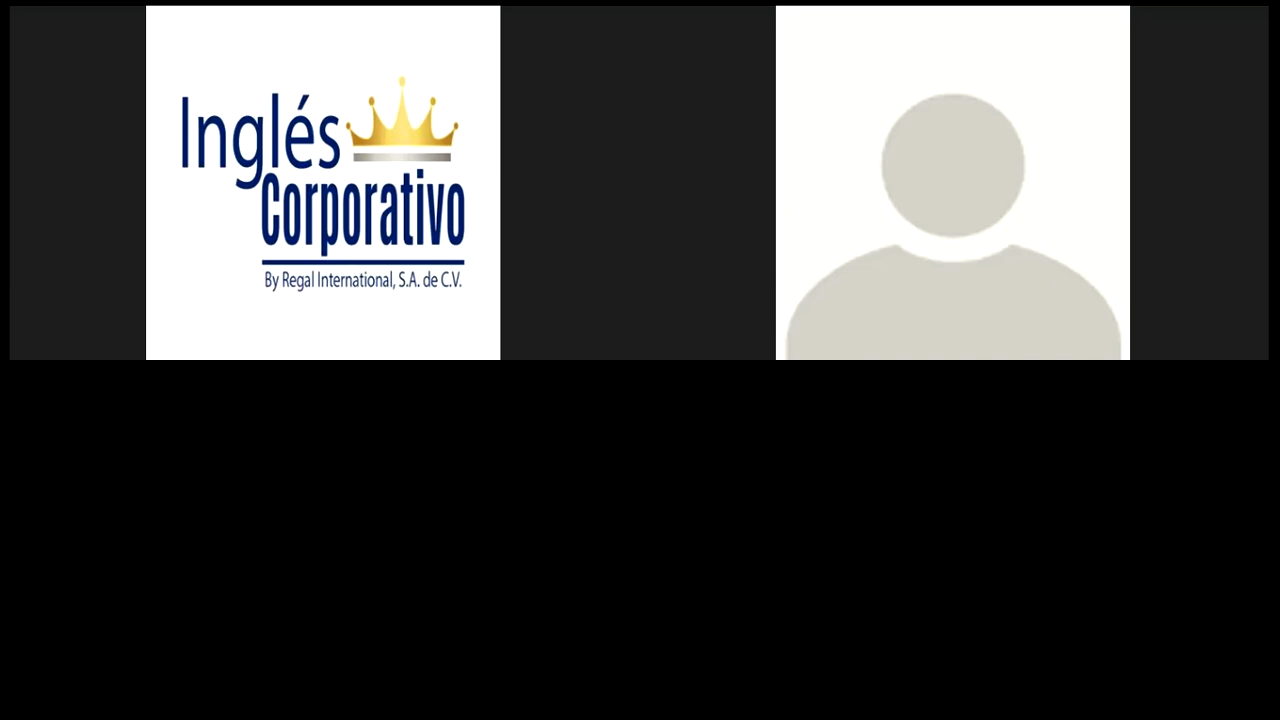 Inglés
Corporativo
By Regal International, S.A. de C.V.